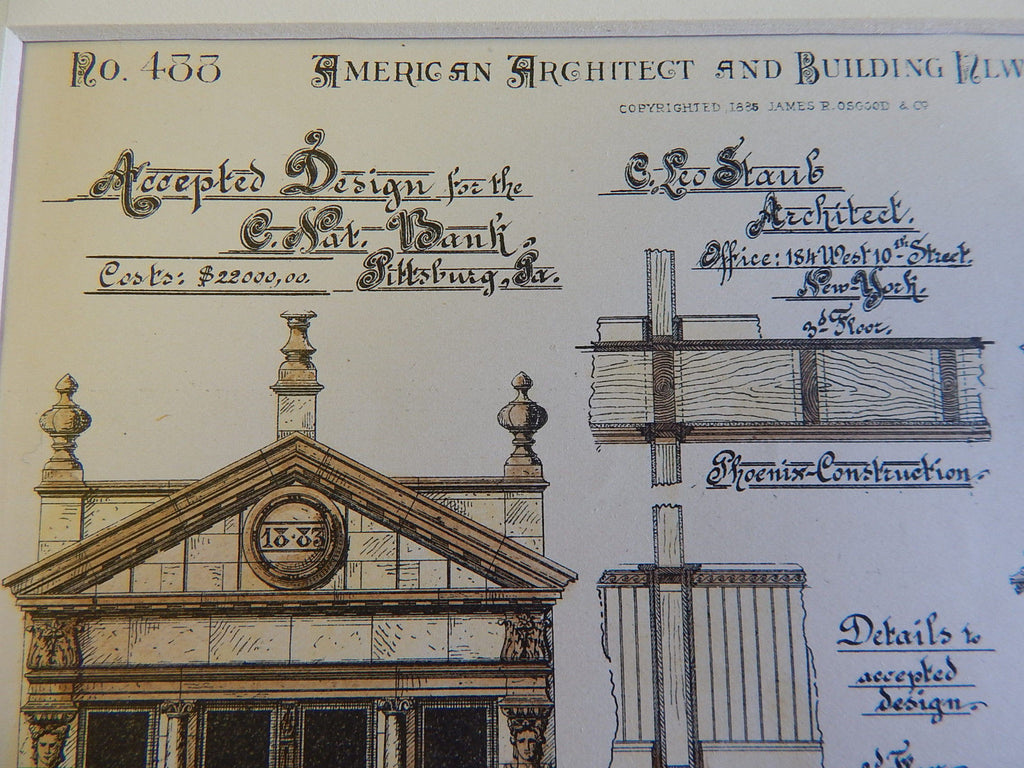 No. 488 AMERICAN ARCHITECT AND BUILDING NEW
COPYRIGHTED, 1885 JAMES R. OSGOOD & CO
Accepted Design for the
C. Nat. Bank.
Costs: $22000,00. Pittsburg, Pa.
C. Leo Staub
Architect.
Office: 184 West 10th Street.
New-York.
3d Floor.
Phoenix-Construction.
1883
Details to
accepted
design.